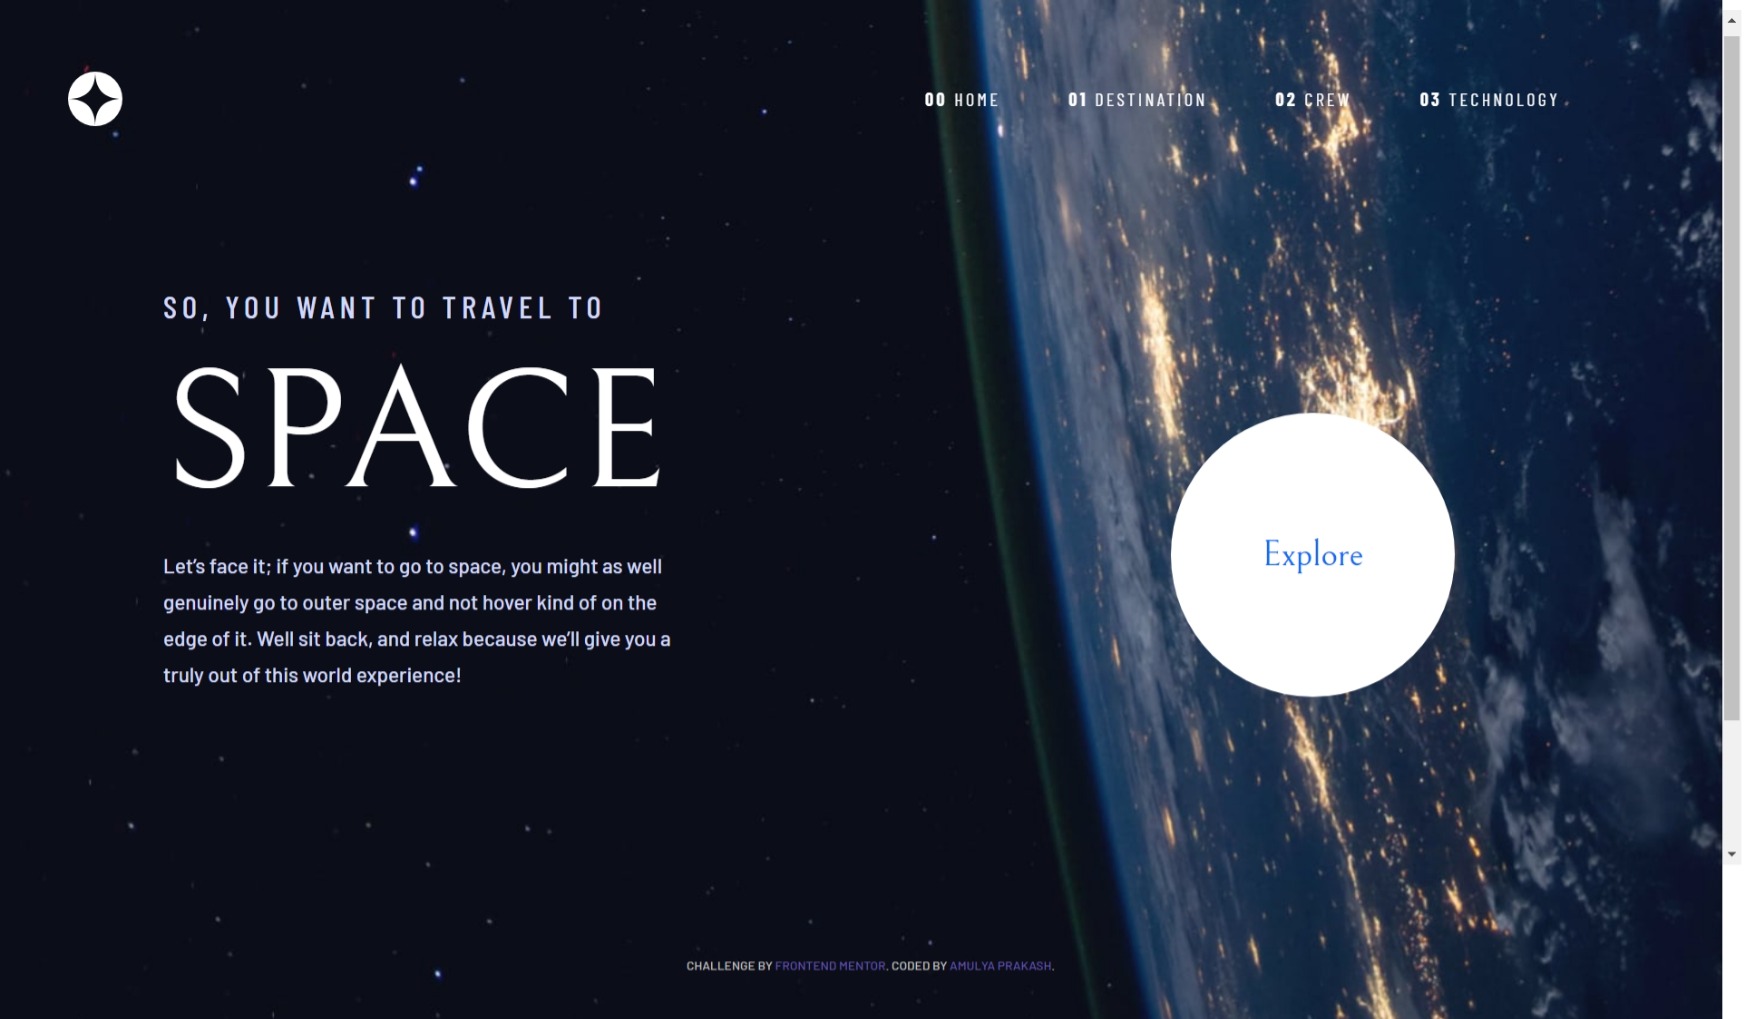 00 HOME 01 DESTINATION 02 CREW 03 TECHNOLOGY
SO, YOU WANT TO TRAVEL TO
SPACE
Let’s face it; if you want to go to space, you might as well
genuinely go to outer space and not hover kind of on the
edge of it. Well sit back, and relax because we’ll give you a
truly out of this world experience!
Explore
CHALLENGE BY FRONTEND MENTOR. CODED BY AMULYA PRAKASH.